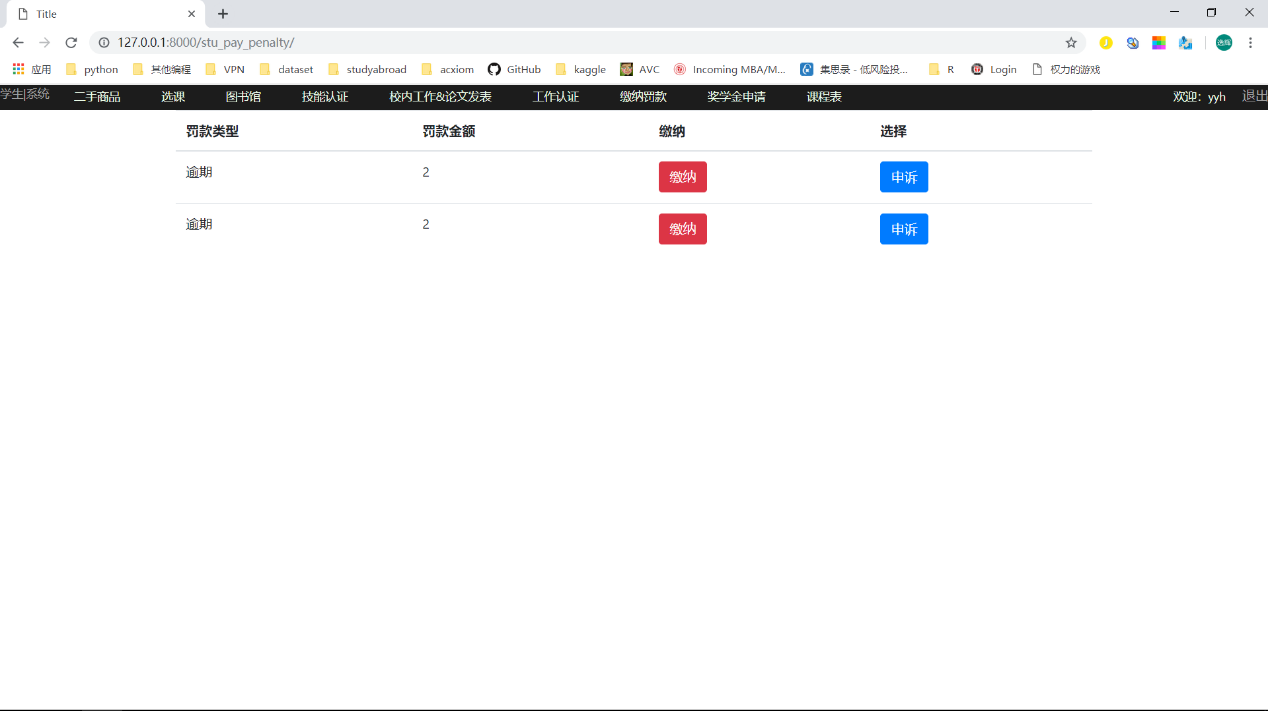 Title
127.0.0.1:8000/stu_pay_penalty/
应用 python 其他编程 VPN dataset studyabroad acxiom GitHub kaggle AVC Incoming MBA/M... 集思录 - 低风险投... R Login 权力的游戏
学生|系统 二手商品 选课 图书馆 技能认证 校内工作&论文发表 工作认证 缴纳罚款 奖学金申请 课程表 欢迎：yyh 退出
罚款类型 罚款金额 缴纳 选择
逾期 2 缴纳 申诉
逾期 2 缴纳 申诉